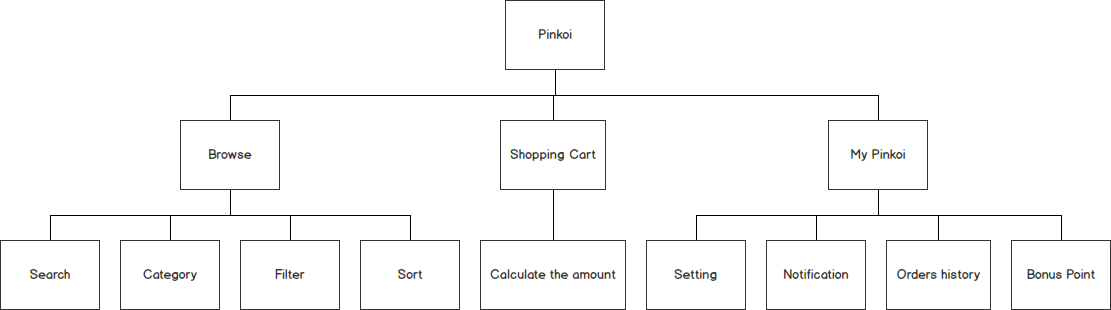 Pinkoi
Browse
Shopping Cart
My Pinkoi
Search
Category
Filter
Sort
Calculate the amount
Setting
Notification
Orders history
Bonus Point